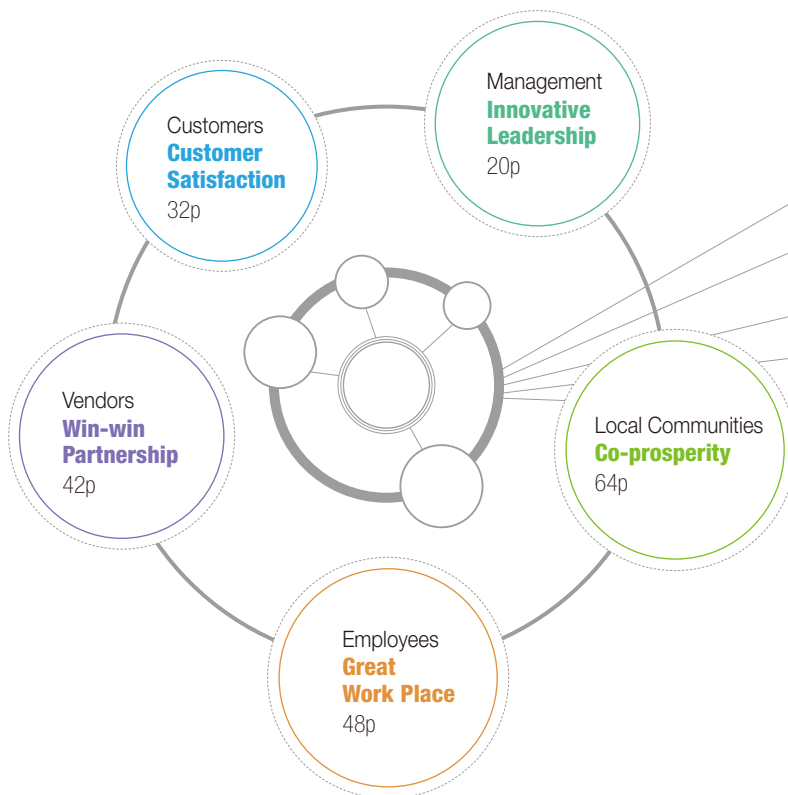 Management
Innovative
Leadership
20p
Customers
Customer
Satisfaction
32p
Vendors
Win-win
Partnership
42p
Local Communities
Co-prosperity
64p
Employees
Great
Work Place
48p